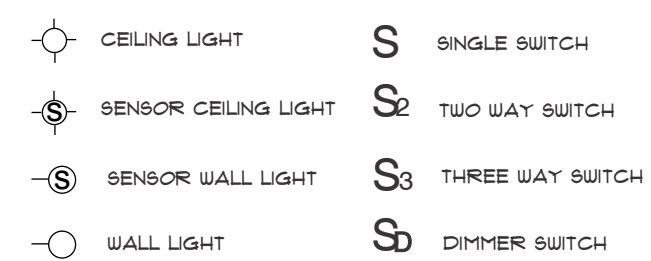 CEILING LIGHT S SINGLE SWITCH
S SENSOR CEILING LIGHT S2 TWO WAY SWITCH
S SENSOR WALL LIGHT S3 THREE WAY SWITCH
WALL LIGHT SD DIMMER SWITCH